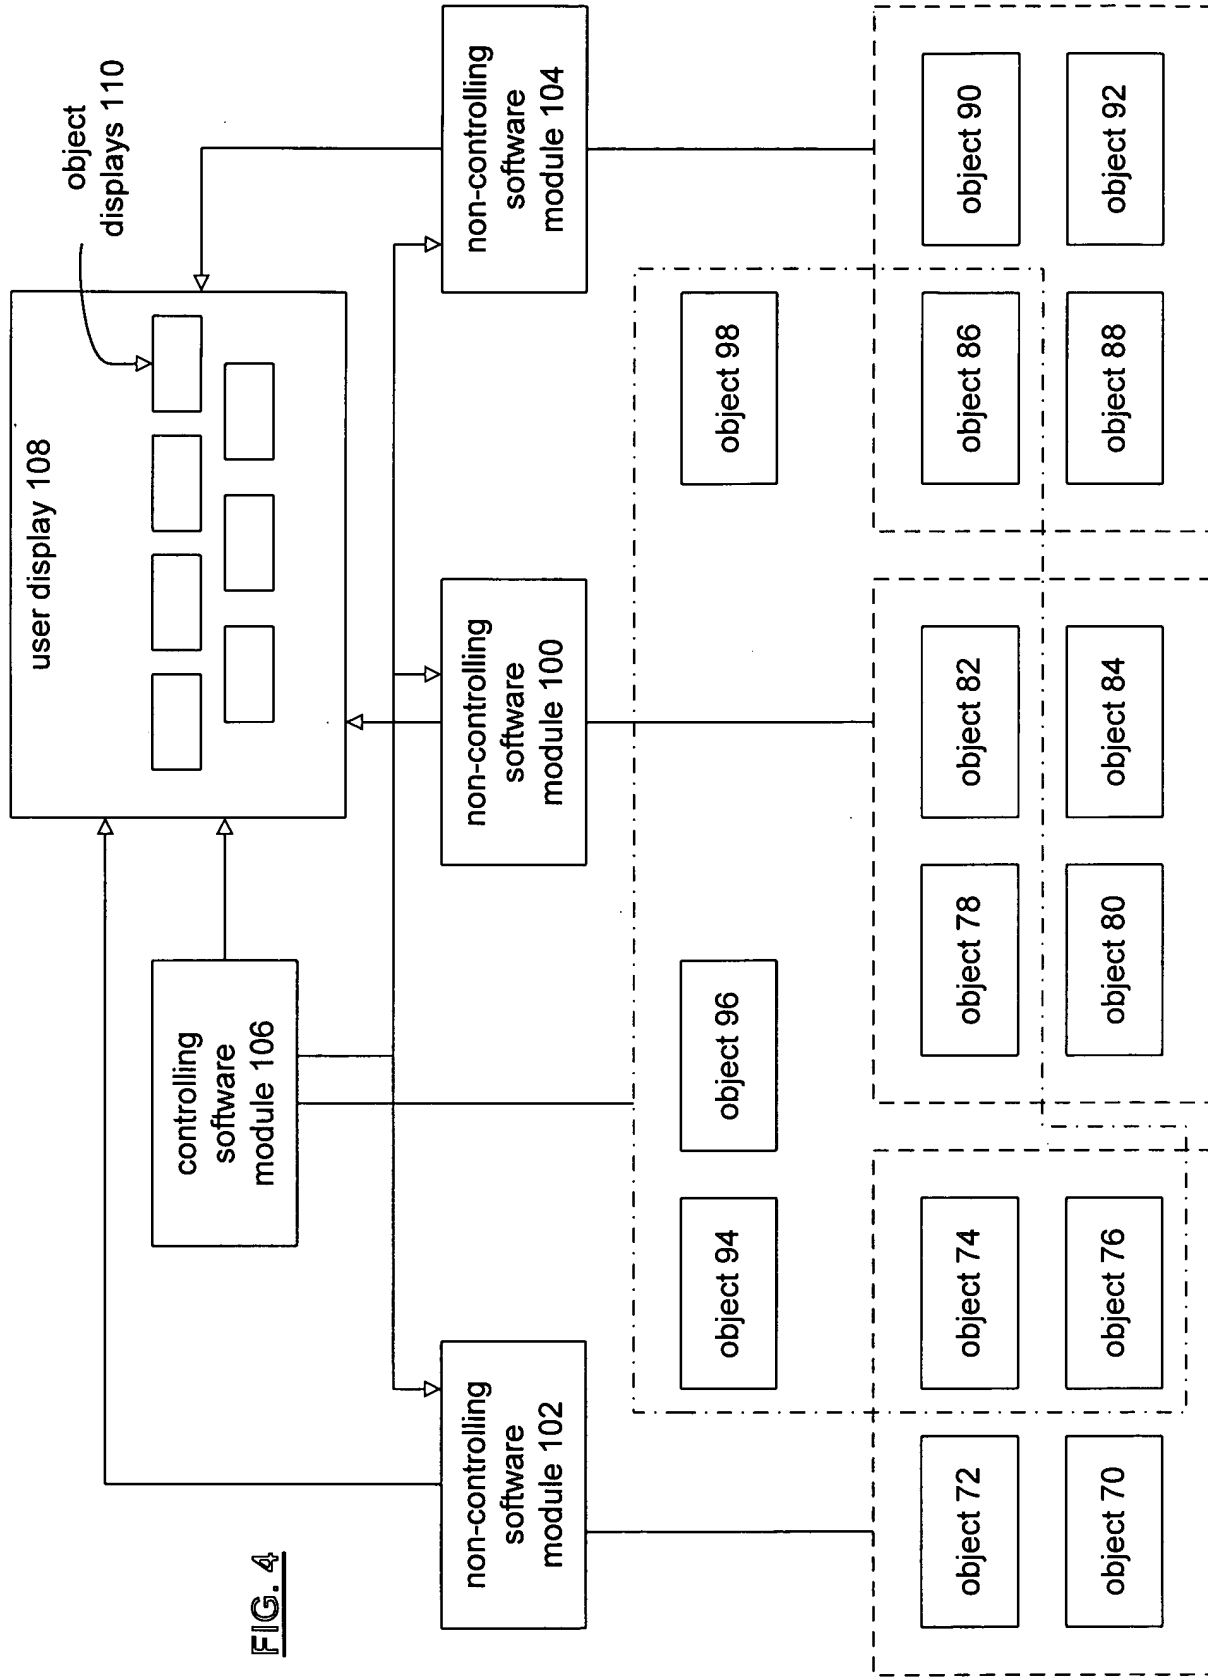 FIG. 4
user display 108
object
displays 110
controlling
software
module 106
non-controlling
software
module 102
non-controlling
software
module 100
non-controlling
software
module 104
object 94
object 96
object 98
object 72
object 74
object 78
object 82
object 86
object 90
object 70
object 76
object 80
object 84
object 88
object 92